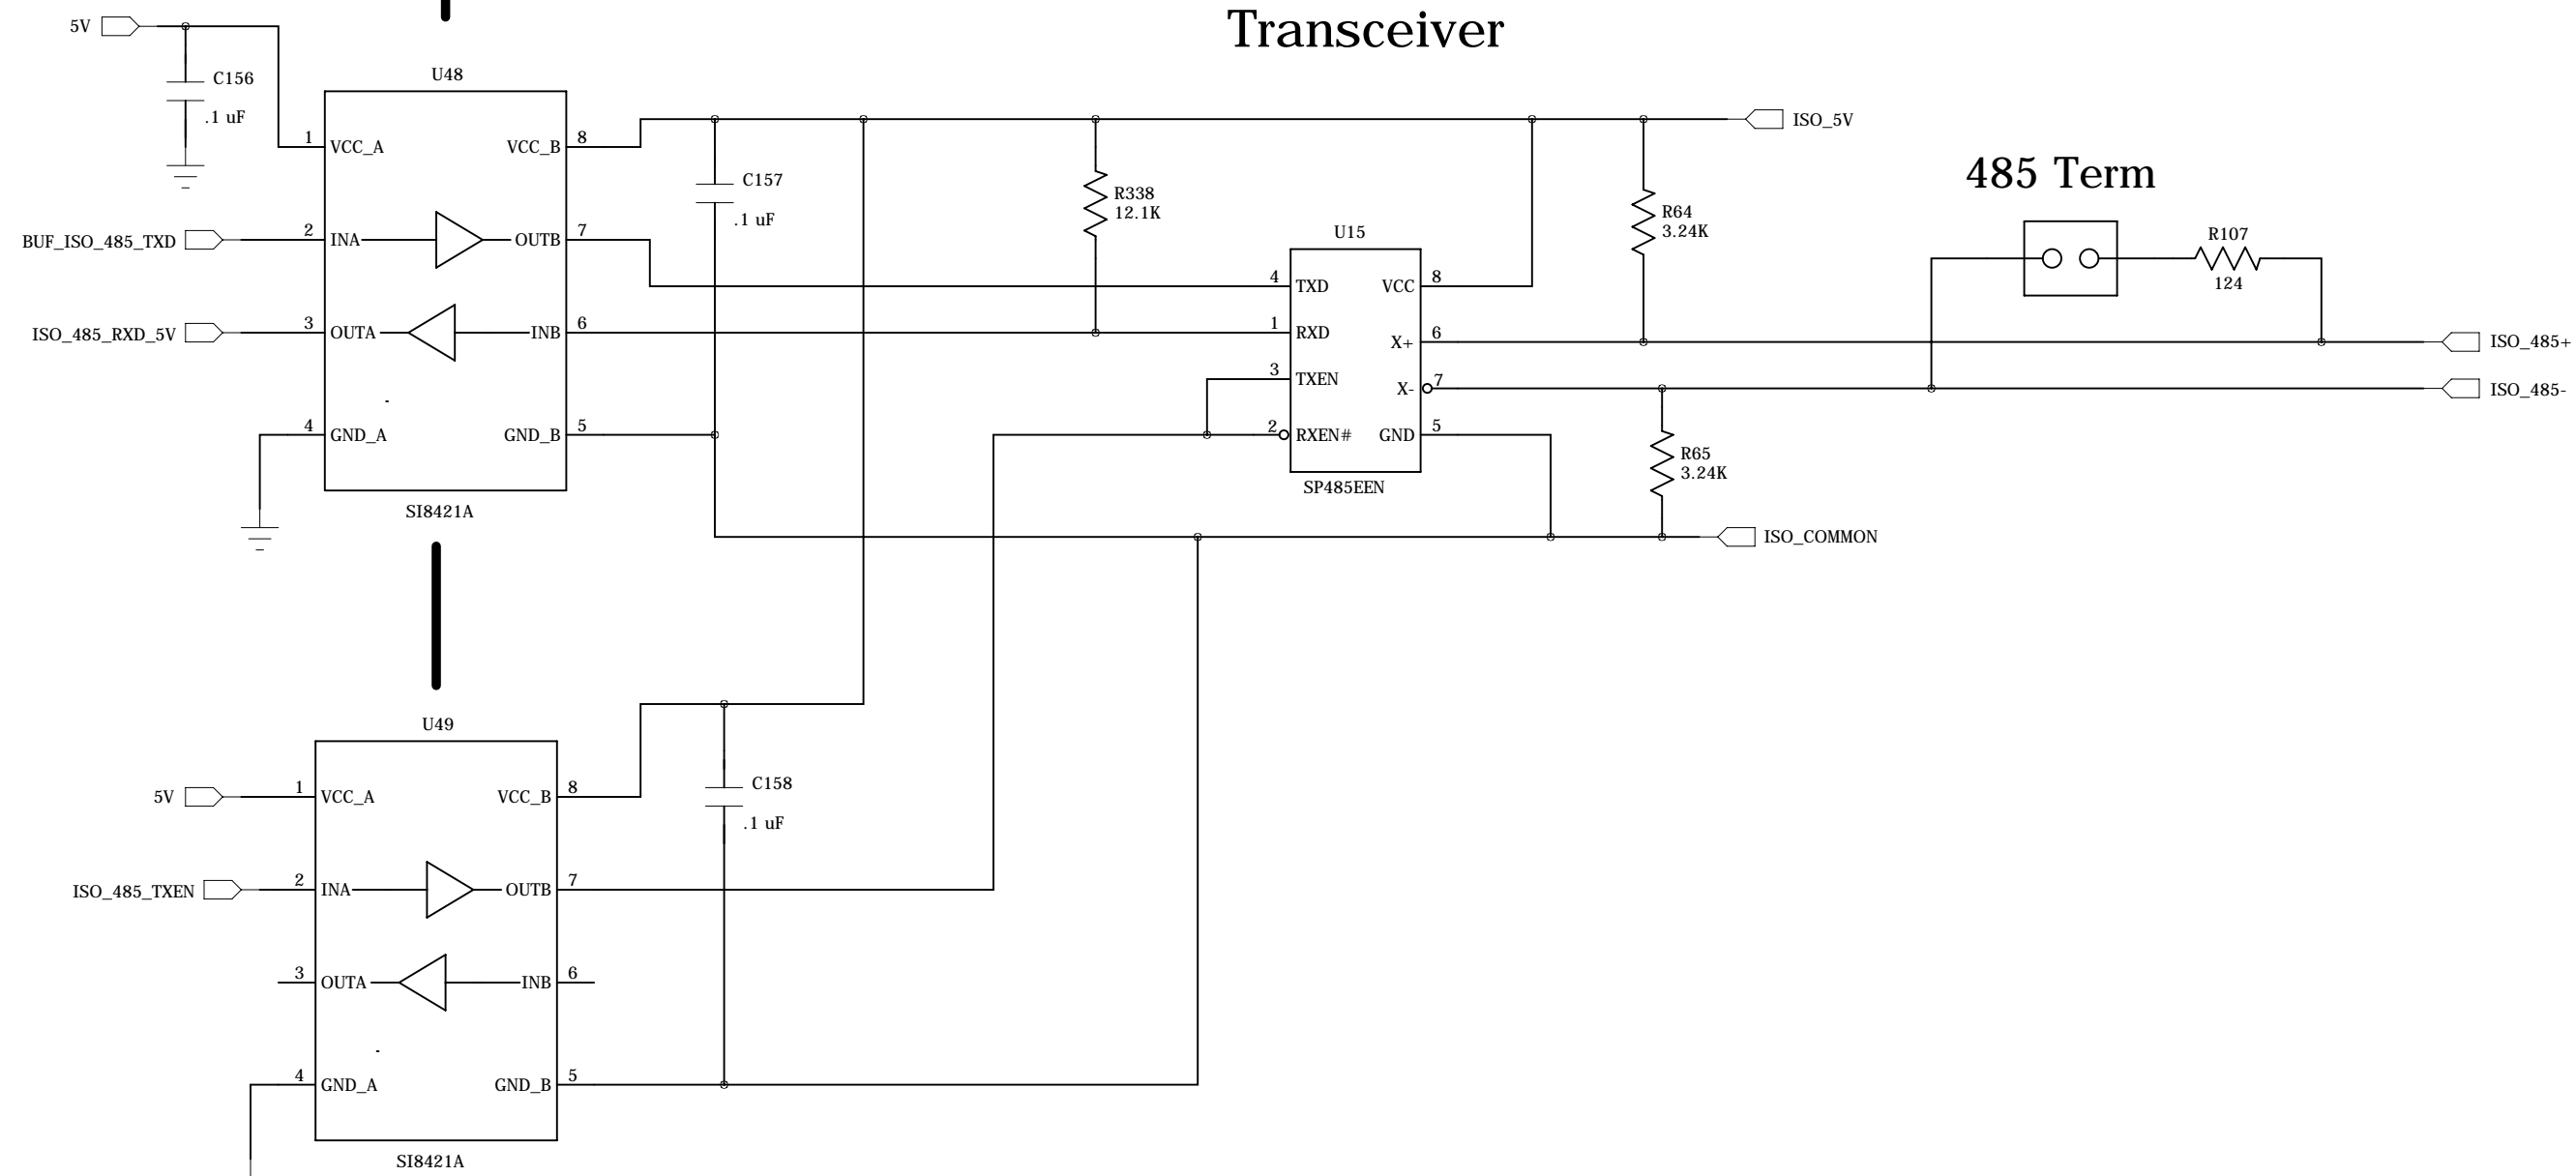 Transceiver
5V
C156
.1 uF
U48
1 VCC_A
VCC_B 8
BUF_ISO_485_TXD
2 INA
OUTB 7
ISO_485_RXD_5V
3 OUTA
INB 6
4 GND_A
GND_B 5
SI8421A
C157
.1 uF
R338
12.1K
U15
4 TXD
VCC 8
1 RXD
X+ 6
3 TXEN
X- 7
2 RXEN#
GND 5
SP485EEN
ISO_5V
R64
3.24K
R65
3.24K
ISO_COMMON
485 Term
R107
124
ISO_485+
ISO_485-
U49
5V
1 VCC_A
VCC_B 8
ISO_485_TXEN
2 INA
OUTB 7
3 OUTA
INB 6
4 GND_A
GND_B 5
SI8421A
C158
.1 uF